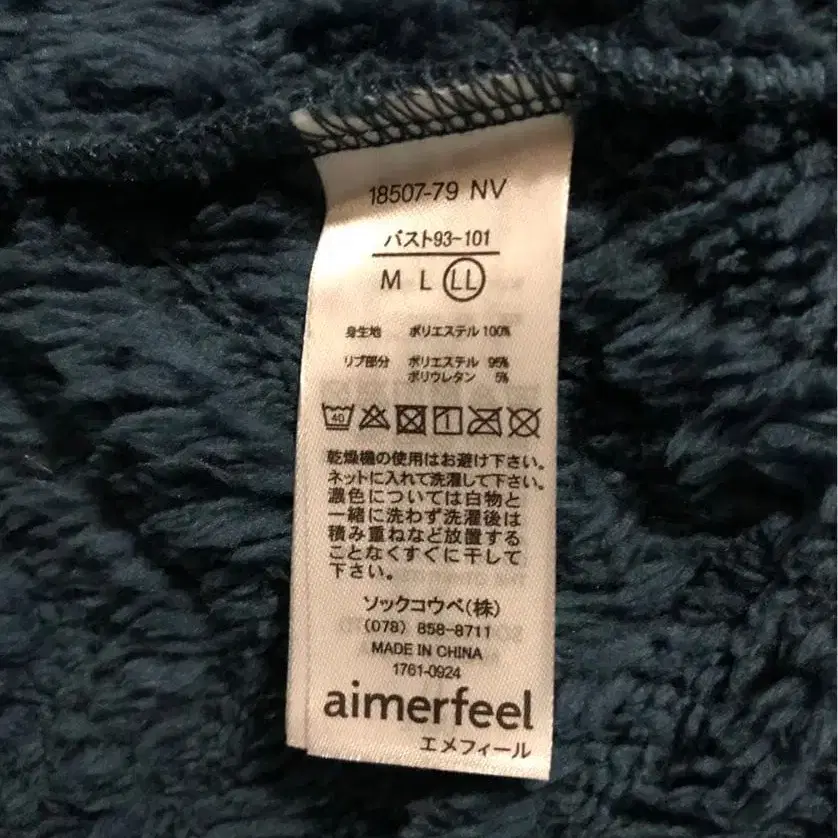 18507-79 NV
バスト93-101
M L LL
身生地 ポリエステル 100%
リブ部分 ポリエステル 95%
ポリウレタン 5%
40
1
乾燥機の使用はお避け下さい。
ネットに入れて洗濯して下さい。
濃色については白物と
一緒に洗わず洗濯後は
積み重ねなど放置する
ことなくすぐに干して
下さい。
ソックコウベ(株)
(078) 858-8711
MADE IN CHINA
1761-0924
aimerfeel
エメフィール